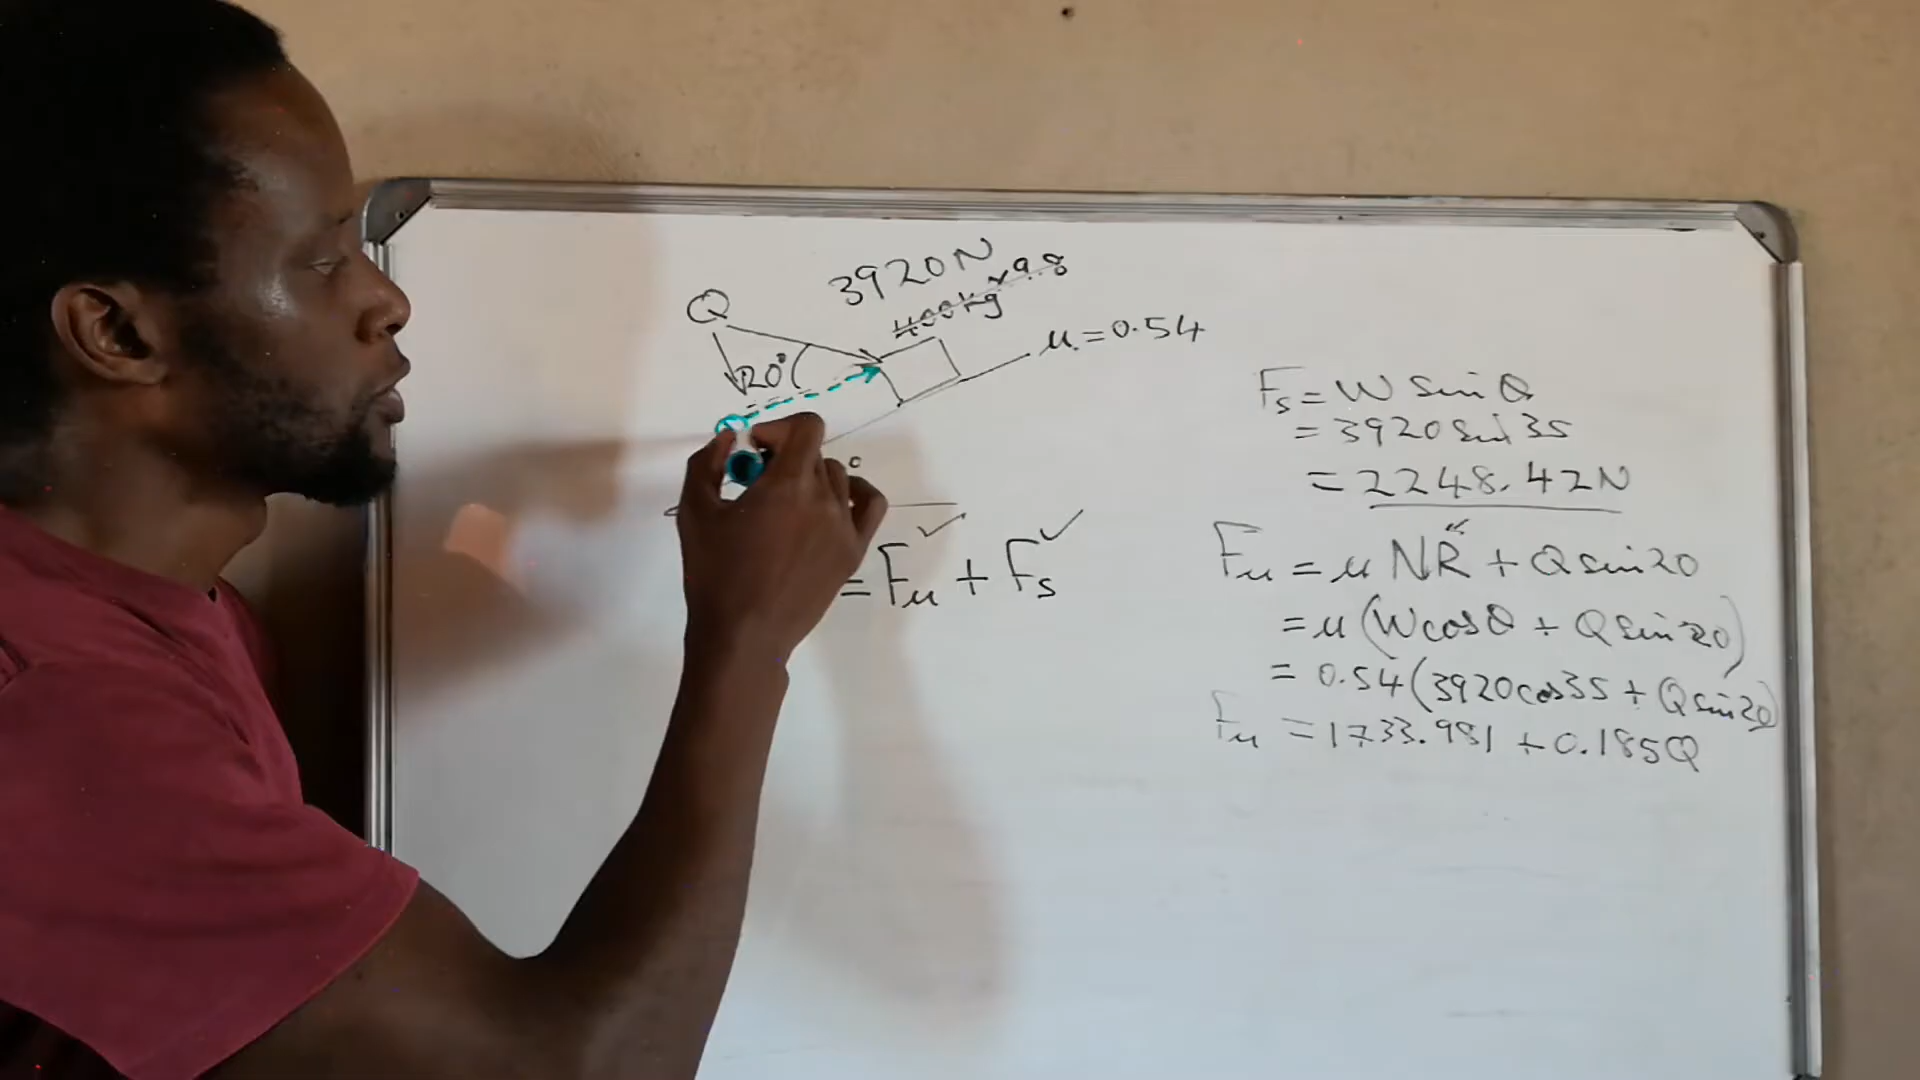 3920N
400kg x9.8
Q
20°
μ=0.54
°
= Fμ + Fs
Fs = W sin θ
= 3920 sin 35
= 2248.42N
Fμ = μ NR + Q sin 20
= μ (W cos θ + Q sin 20)
= 0.54 (3920 cos 35 + Q sin 20)
Fμ = 1733.981 + 0.185Q